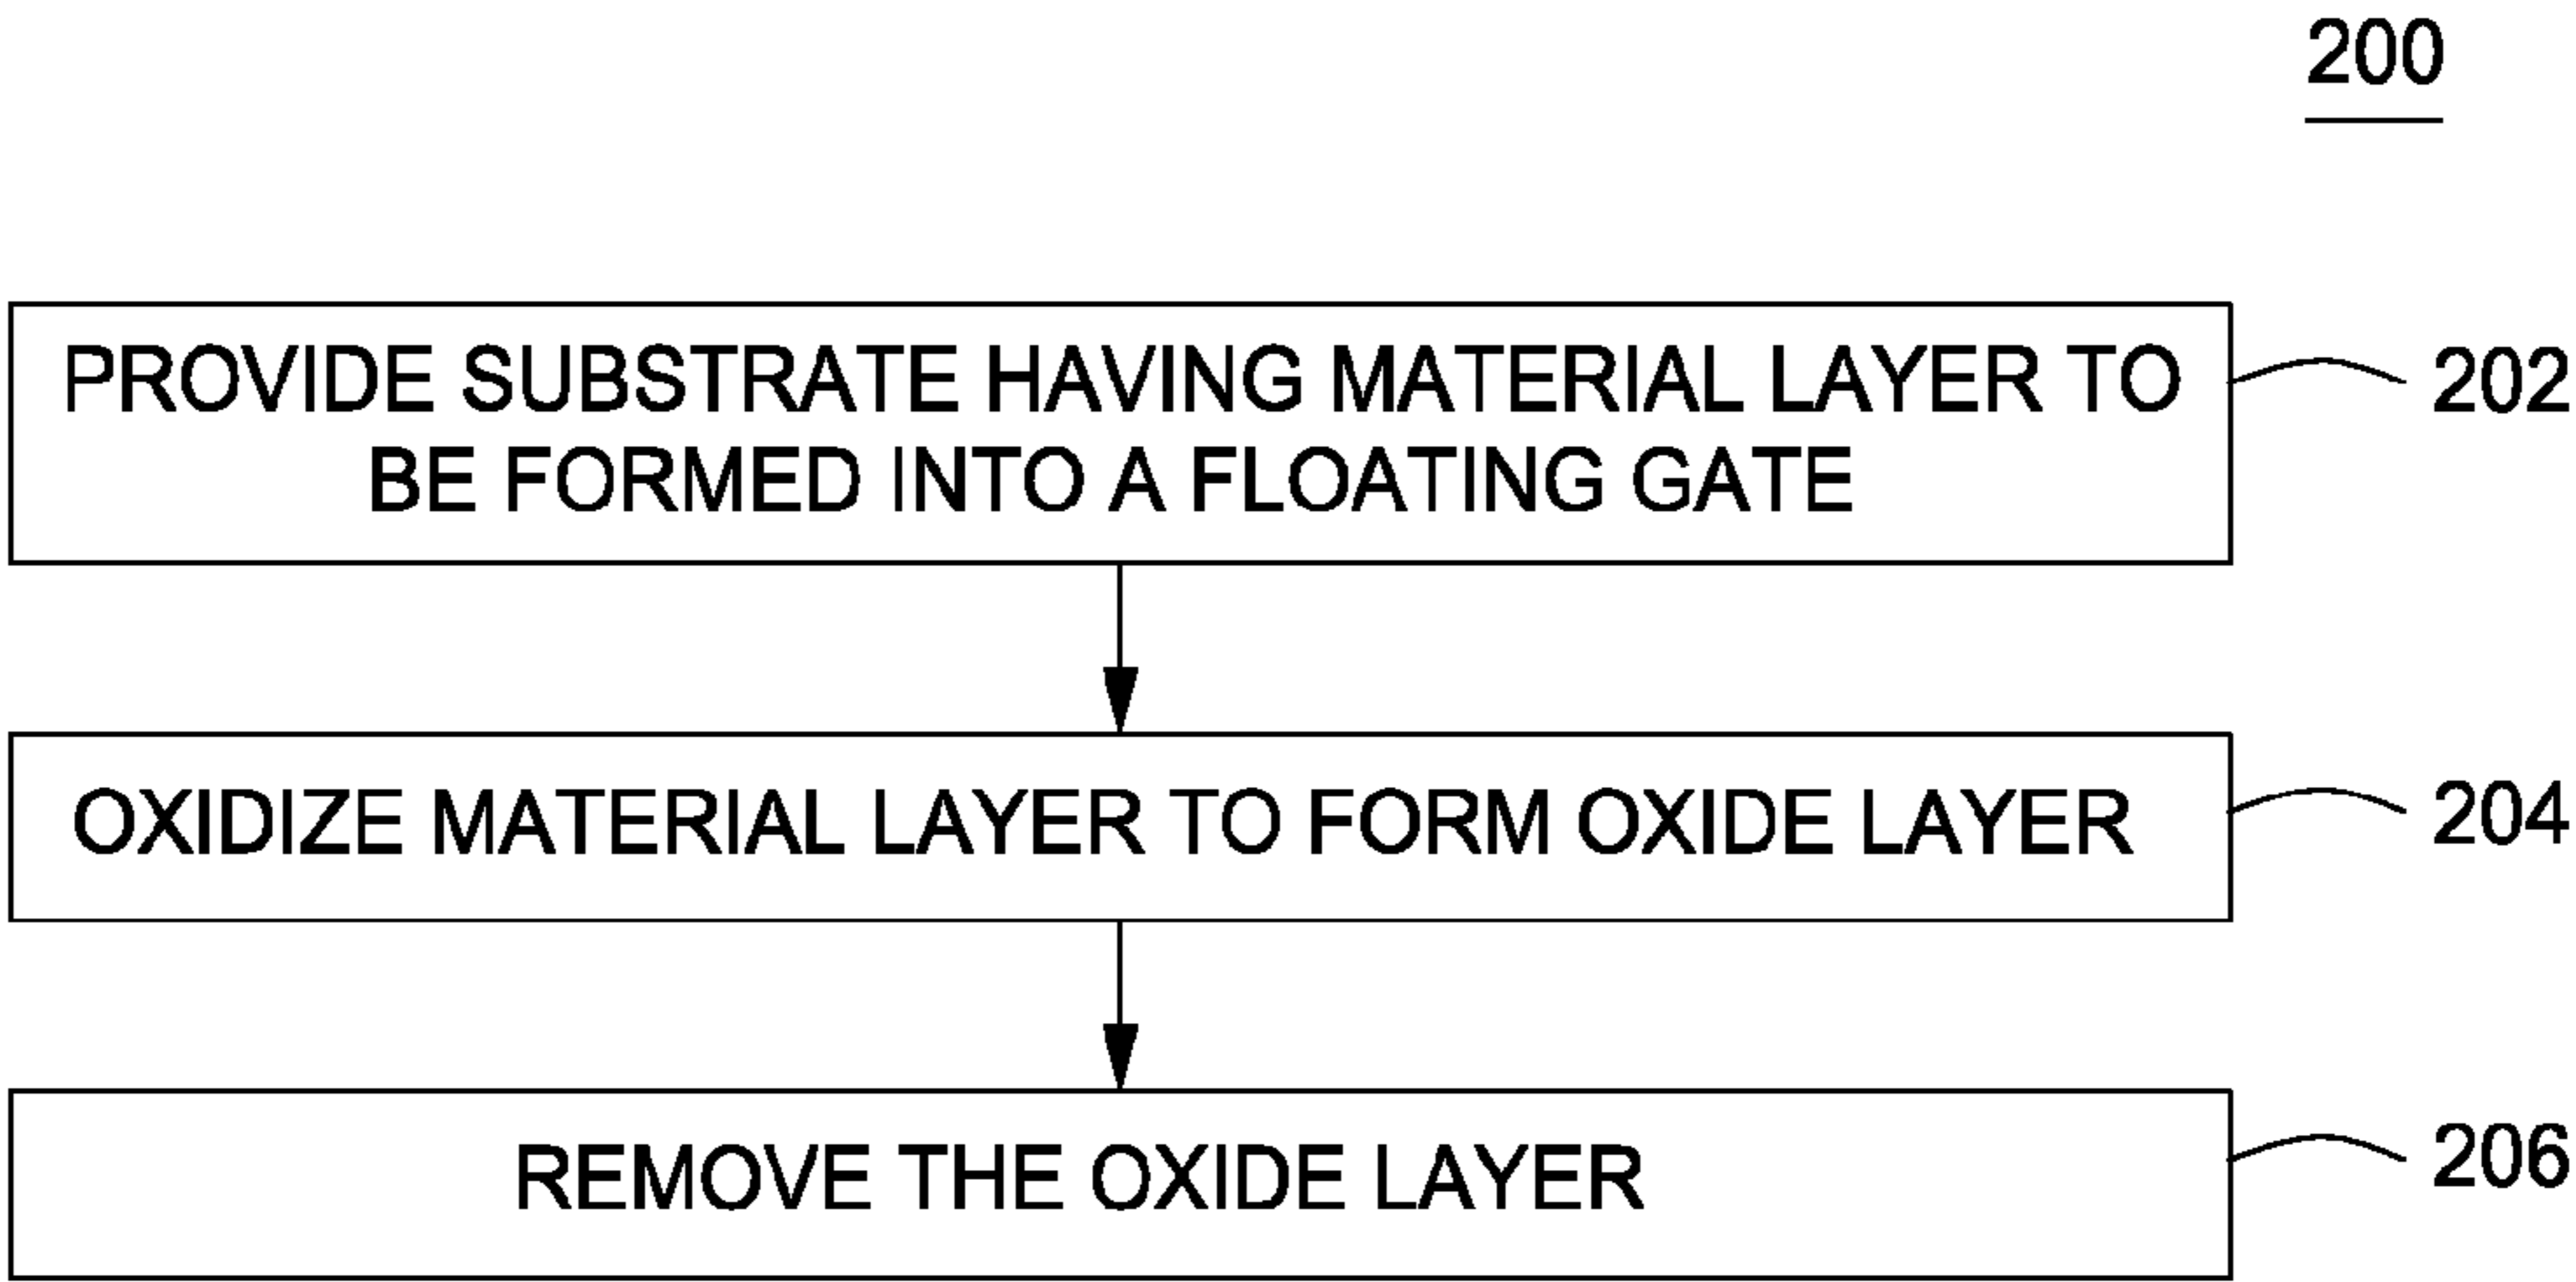 200
PROVIDE SUBSTRATE HAVING MATERIAL LAYER TO
BE FORMED INTO A FLOATING GATE
202
OXIDIZE MATERIAL LAYER TO FORM OXIDE LAYER
204
REMOVE THE OXIDE LAYER
206